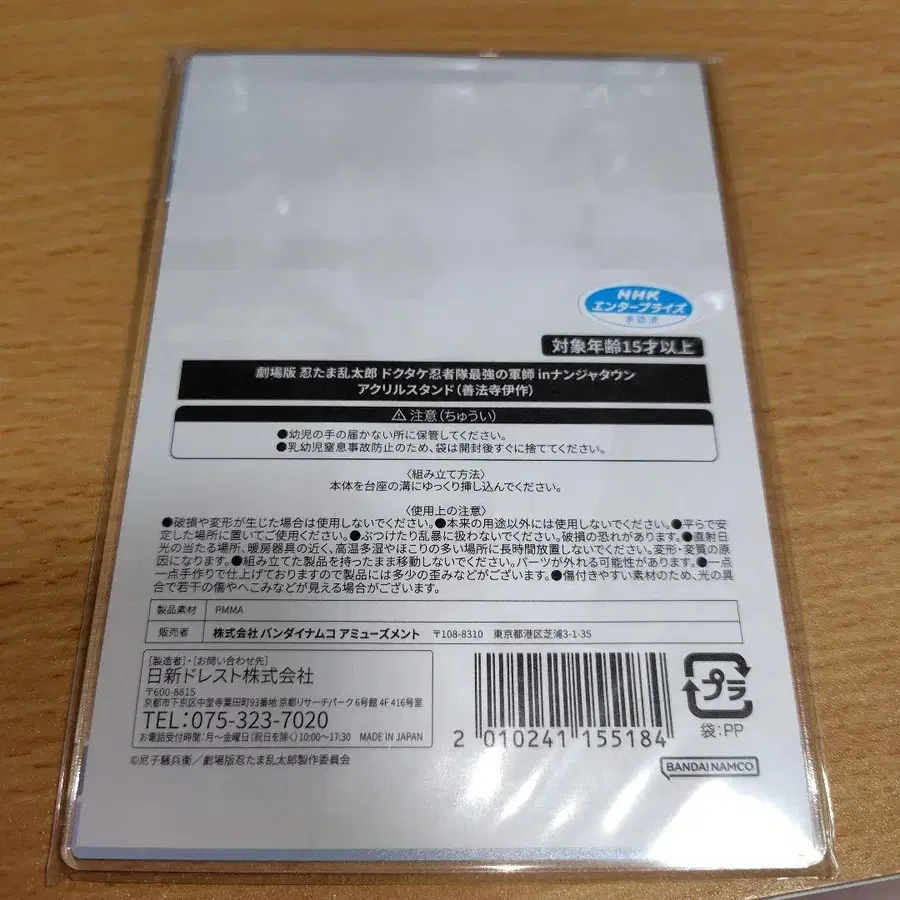 NHK
エンタープライズ
承認済
対象年齢15才以上
劇場版 忍たま乱太郎 ドクタケ忍者隊最強の軍師 inナンジャタウン
アクリルスタンド(善法寺伊作)
⚠注意(ちゅうい)
●幼児の手の届かない所に保管してください。
●乳幼児窒息事故防止のため、袋は開封後すぐに捨ててください。
〈組み立て方法〉
本体を台座の溝にゆっくり挿し込んでください。
〈使用上の注意〉
●破損や変形が生じた場合は使用しないでください。●本来の用途以外には使用しないでください。●平らで安
定した場所に置いてご使用ください。●ぶつけたり乱暴に扱わないでください。破損の恐れがあります。●直射日
光の当たる場所、暖房器具の近く、高温多湿やほこりの多い場所に長時間放置しないでください。変形・変質の原
因になります。●組み立てた製品を持ったまま移動しないでください。パーツが外れる可能性があります。●一点
一点手作りで仕上げておりますので製品には多少の歪みなどがございます。●傷付きやすい素材のため、光の具
合で若干の傷やへこみなどが見える場合がございます。
製品素材 PMMA
販売者 株式会社 バンダイナムコ アミューズメント 〒108-8310 東京都港区芝浦3-1-35
[製造者]・[お問い合わせ先]
日新ドレスト株式会社
〒600-8815
京都市下京区中堂寺粟田町93番地 京都リサーチパーク6号館 4F 416号室
TEL:075-323-7020
お電話受付時間:月〜金曜日(祝日を除く)10:00〜17:30 MADE IN JAPAN
2 010241 155184
プラ
袋:PP
©尼子騒兵衛/劇場版忍たま乱太郎製作委員会
BANDAI NAMCO